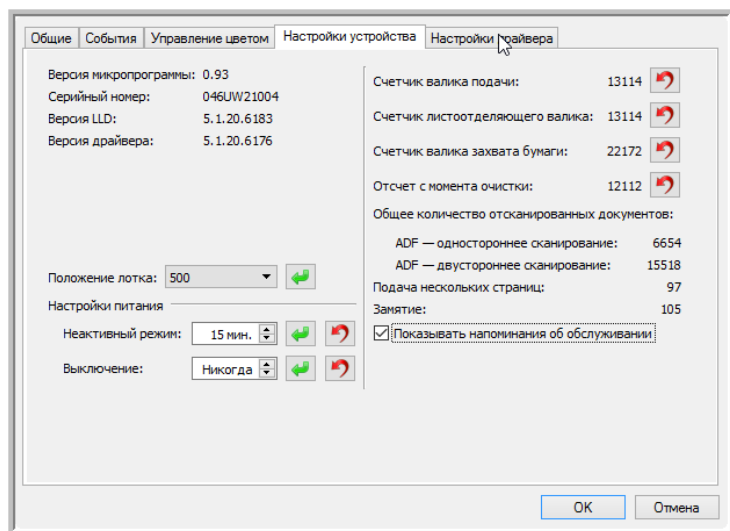 Общие События Управление цветом Настройки устройства Настройки драйвера
Версия микропрограммы: 0.93
Серийный номер: 046UW21004
Версия LLD: 5.1.20.6183
Версия драйвера: 5.1.20.6176
Положение лотка: 500
Настройки питания
Неактивный режим: 15 мин.
Выключение: Никогда
Счетчик валика подачи: 13114
Счетчик листоотделяющего валика: 13114
Счетчик валика захвата бумаги: 22172
Отсчет с момента очистки: 12112
Общее количество отсканированных документов:
ADF — одностороннее сканирование: 6654
ADF — двустороннее сканирование: 15518
Подача нескольких страниц: 97
Замятие: 105
Показывать напоминания об обслуживании
OK Отмена